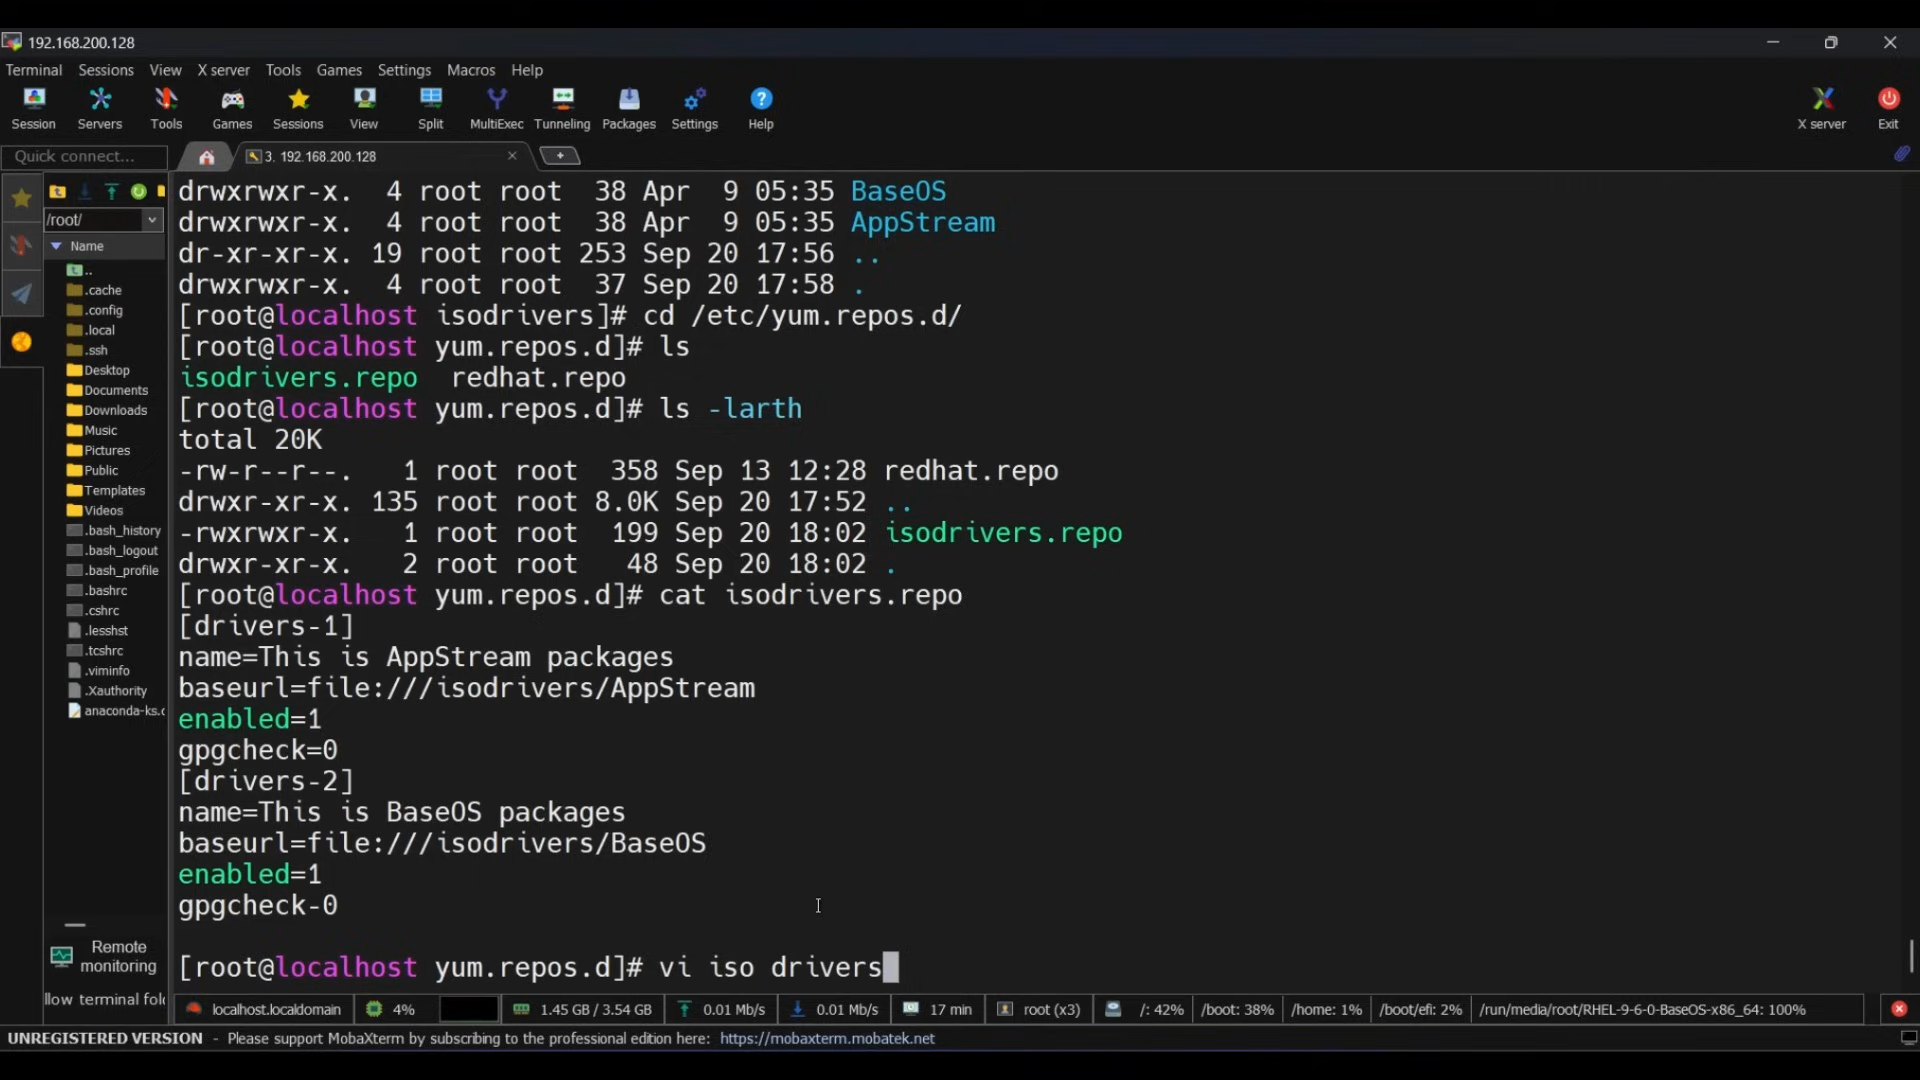 192.168.200.128
Terminal Sessions View X server Tools Games Settings Macros Help
Session Servers Tools Games Sessions View Split MultiExec Tunneling Packages Settings Help X server Exit
Quick connect... 3. 192.168.200.128
/root/
Name
..
.cache
.config
.local
.ssh
Desktop
Documents
Downloads
Music
Pictures
Public
Templates
Videos
.bash_history
.bash_logout
.bash_profile
.bashrc
.cshrc
.lesshst
.tcshrc
.viminfo
.Xauthority
anaconda-ks.c
Remote
monitoring
llow terminal fol
drwxrwxr-x. 4 root root 38 Apr 9 05:35 BaseOS
drwxrwxr-x. 4 root root 38 Apr 9 05:35 AppStream
dr-xr-xr-x. 19 root root 253 Sep 20 17:56 ..
drwxrwxr-x. 4 root root 37 Sep 20 17:58 .
[root@localhost isodrivers]# cd /etc/yum.repos.d/
[root@localhost yum.repos.d]# ls
isodrivers.repo redhat.repo
[root@localhost yum.repos.d]# ls -larth
total 20K
-rw-r--r--. 1 root root 358 Sep 13 12:28 redhat.repo
drwxr-xr-x. 135 root root 8.0K Sep 20 17:52 ..
-rwxrwxr-x. 1 root root 199 Sep 20 18:02 isodrivers.repo
drwxr-xr-x. 2 root root 48 Sep 20 18:02 .
[root@localhost yum.repos.d]# cat isodrivers.repo
[drivers-1]
name=This is AppStream packages
baseurl=file:///isodrivers/AppStream
enabled=1
gpgcheck=0
[drivers-2]
name=This is BaseOS packages
baseurl=file:///isodrivers/BaseOS
enabled=1
gpgcheck-0
[root@localhost yum.repos.d]# vi iso drivers
localhost.localdomain 4% 1.45 GB / 3.54 GB 0.01 Mb/s 0.01 Mb/s 17 min root (x3) /: 42% /boot: 38% /home: 1% /boot/efi: 2% /run/media/root/RHEL-9-6-0-BaseOS-x86_64: 100%
UNREGISTERED VERSION - Please support MobaXterm by subscribing to the professional edition here: https://mobaxterm.mobatek.net